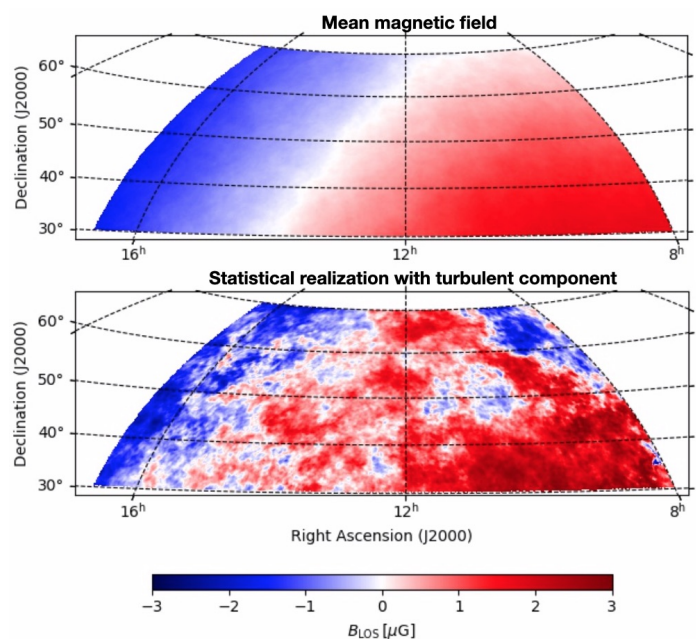 Mean magnetic field
Declination (J2000)
60°
50°
40°
30°
16ʰ
12ʰ
8ʰ
Statistical realization with turbulent component
Declination (J2000)
60°
50°
40°
30°
16ʰ
12ʰ
8ʰ
Right Ascension (J2000)
−3
−2
−1
0
1
2
3
B_LOS [μG]